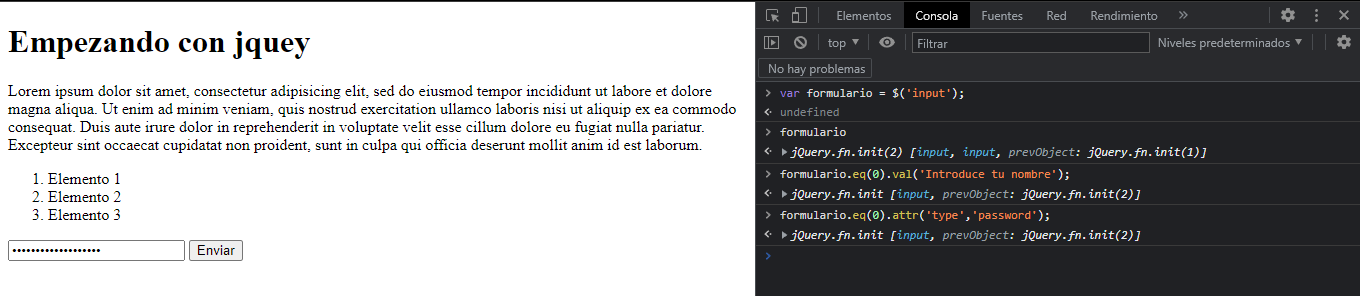 Empezando con jquey
Lorem ipsum dolor sit amet, consectetur adipisicing elit, sed do eiusmod tempor incididunt ut labore et dolore
magna aliqua. Ut enim ad minim veniam, quis nostrud exercitation ullamco laboris nisi ut aliquip ex ea commodo
consequat. Duis aute irure dolor in reprehenderit in voluptate velit esse cillum dolore eu fugiat nulla pariatur.
Excepteur sint occaecat cupidatat non proident, sunt in culpa qui officia deserunt mollit anim id est laborum.
1. Elemento 1
2. Elemento 2
3. Elemento 3
••••••••••••••••••• Enviar
Elementos Consola Fuentes Red Rendimiento »
top ▼ Filtrar Niveles predeterminados ▼
No hay problemas
> var formulario = $('input');
undefined
> formulario
▶ jQuery.fn.init(2) [input, input, prevObject: jQuery.fn.init(1)]
> formulario.eq(0).val('Introduce tu nombre');
▶ jQuery.fn.init [input, prevObject: jQuery.fn.init(2)]
> formulario.eq(0).attr('type','password');
▶ jQuery.fn.init [input, prevObject: jQuery.fn.init(2)]
>